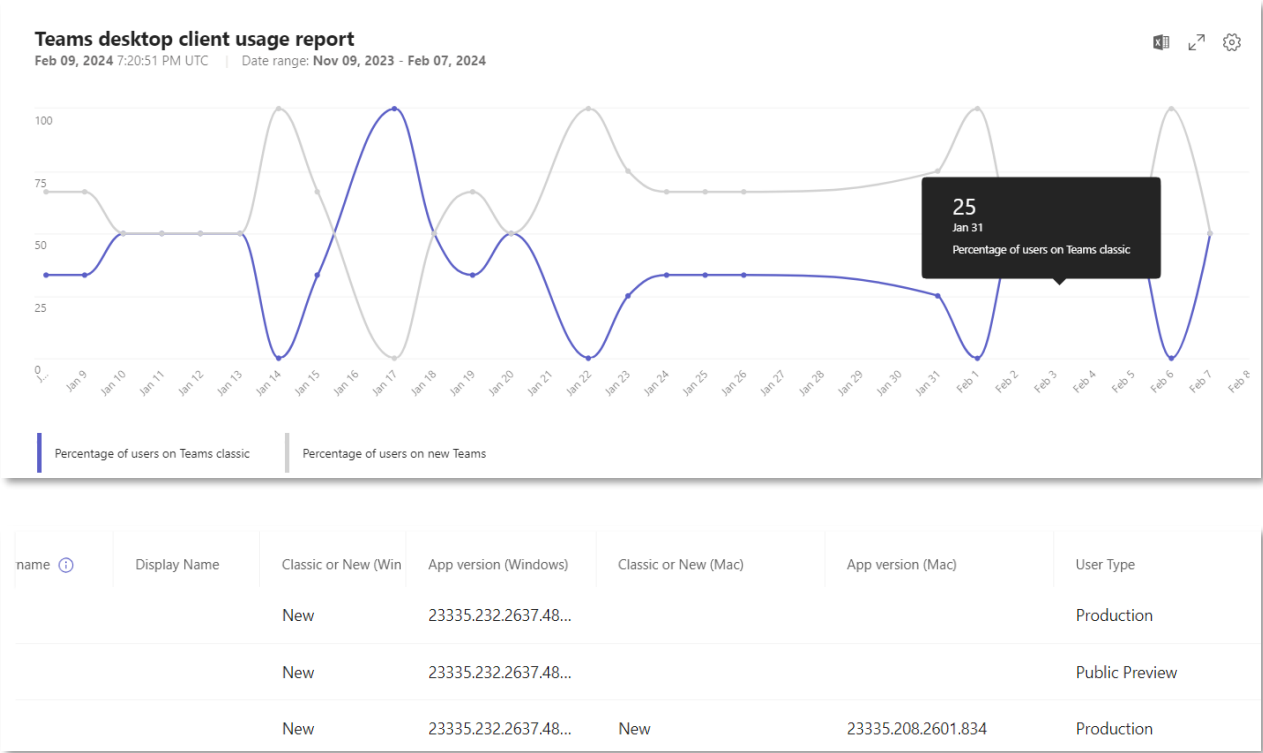 Teams desktop client usage report
Feb 09, 2024 7:20:51 PM UTC | Date range: Nov 09, 2023 - Feb 07, 2024
100
75
50
25
0
J... Jan 9 Jan 10 Jan 11 Jan 12 Jan 13 Jan 14 Jan 15 Jan 16 Jan 17 Jan 18 Jan 19 Jan 20 Jan 21 Jan 22 Jan 23 Jan 24 Jan 25 Jan 26 Jan 27 Jan 28 Jan 29 Jan 30 Jan 31 Feb 1 Feb 2 Feb 3 Feb 4 Feb 5 Feb 6 Feb 7 Feb 8
25
Jan 31
Percentage of users on Teams classic
Percentage of users on Teams classic Percentage of users on new Teams
name Display Name Classic or New (Win App version (Windows) Classic or New (Mac) App version (Mac) User Type
New 23335.232.2637.48... Production
New 23335.232.2637.48... Public Preview
New 23335.232.2637.48... New 23335.208.2601.834 Production